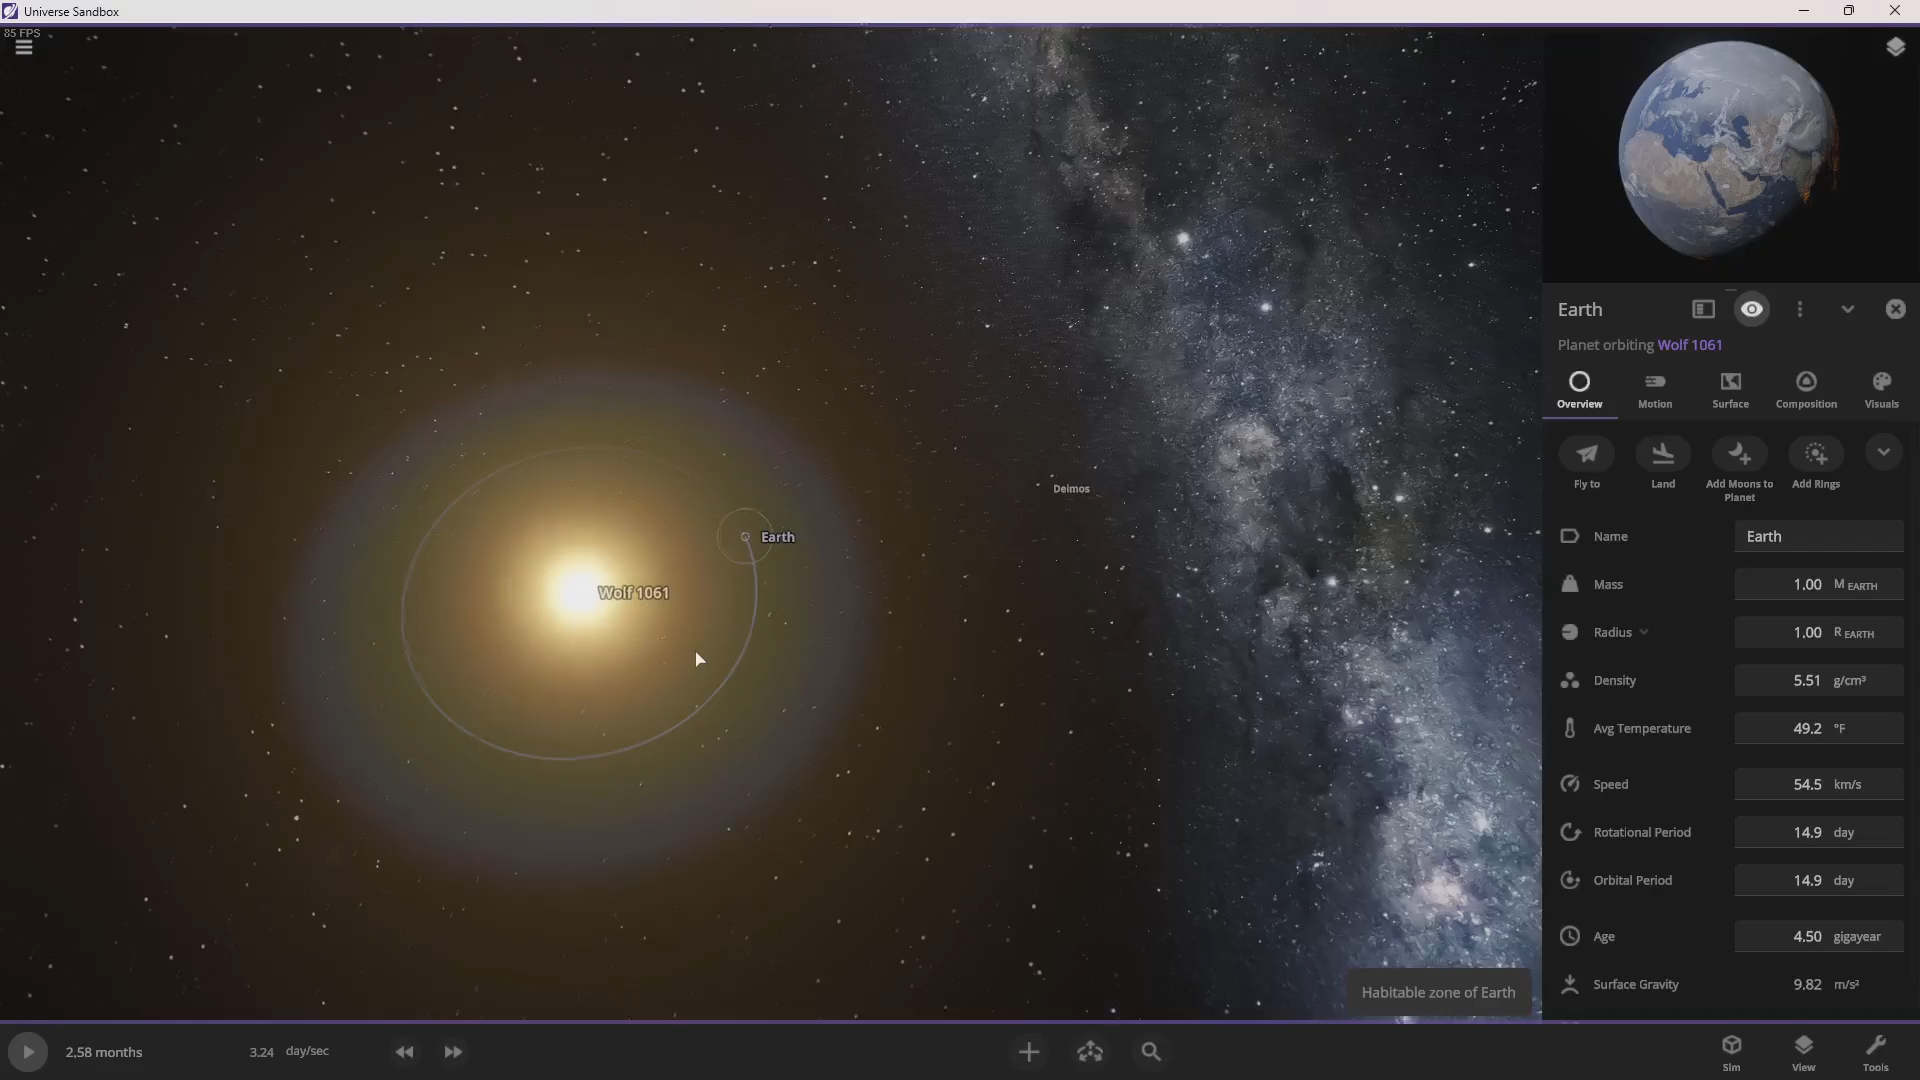 Universe Sandbox
85 FPS
Earth
Planet orbiting Wolf 1061
Overview
Motion
Surface
Composition
Visuals
Fly to
Land
Add Moons to
Planet
Add Rings
Deimos
Earth
Wolf 1061
Name Earth
Mass 1.00 M EARTH
Radius 1.00 R EARTH
Density 5.51 g/cm³
Avg Temperature 49.2 °F
Speed 54.5 km/s
Rotational Period 14.9 day
Orbital Period 14.9 day
Age 4.50 gigayear
Surface Gravity 9.82 m/s²
Habitable zone of Earth
2.58 months
3.24 day/sec
Sim
View
Tools